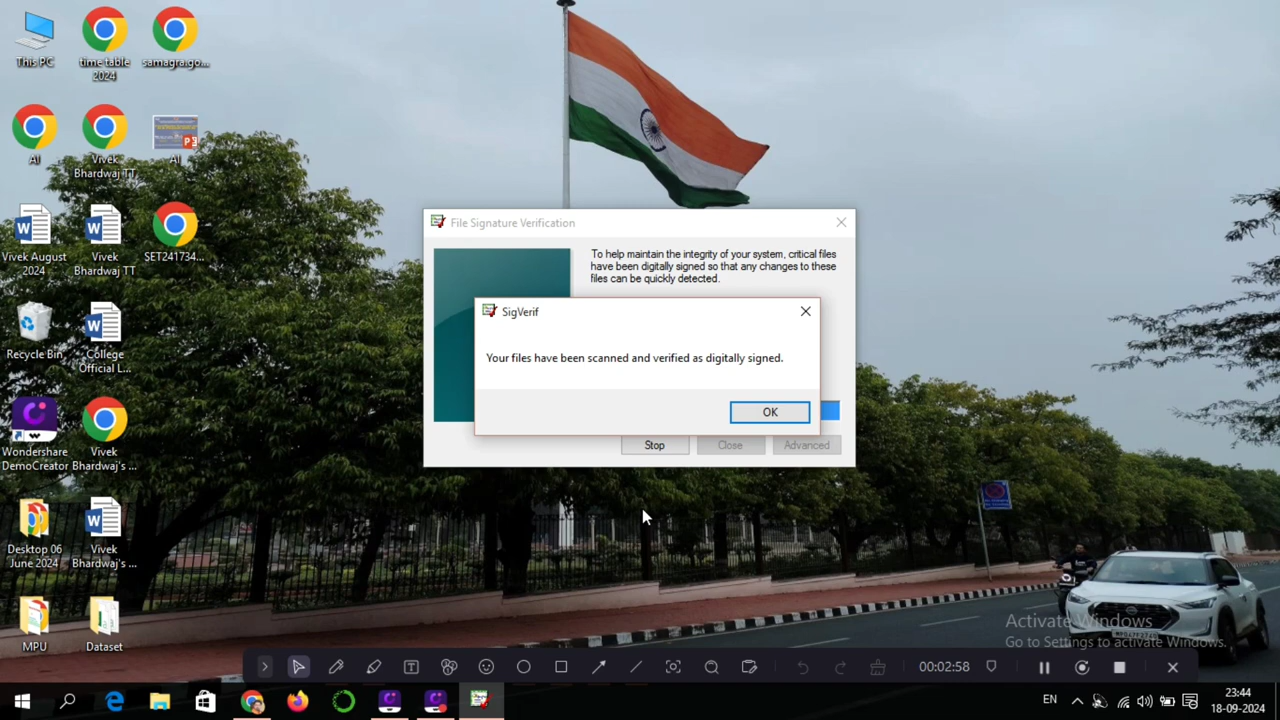 This PC
time table
2024
samagra.go...
AI
Vivek
Bhardwaj TT
AI
Vivek August
2024
Vivek
Bhardwaj TT
SET241734...
Recycle Bin
College
Official L...
Wondershare
DemoCreator
Vivek
Bhardwaj's ...
Desktop 06
June 2024
Vivek
Bhardwaj's ...
MPU
Dataset
File Signature Verification
To help maintain the integrity of your system, critical files
have been digitally signed so that any changes to these
files can be quickly detected.
SigVerif
Your files have been scanned and verified as digitally signed.
OK
Stop
Close
Advanced
Activate Windows
Go to Settings to activate Windows.
00:02:58
EN
23:44
18-09-2024